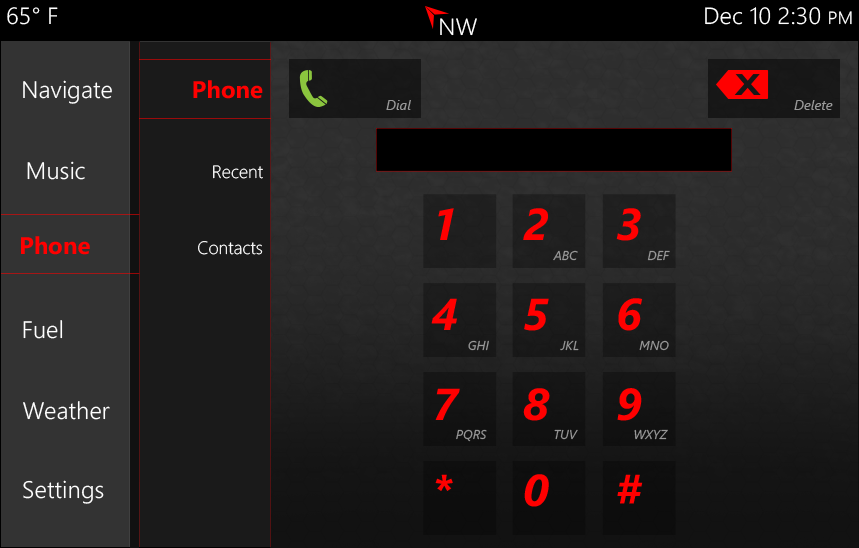 65° F
NW
Dec 10 2:30 PM
Navigate
Music
Phone
Fuel
Weather
Settings
Phone
Recent
Contacts
Dial
Delete
1
2 ABC
3 DEF
4 GHI
5 JKL
6 MNO
7 PQRS
8 TUV
9 WXYZ
*
0
#